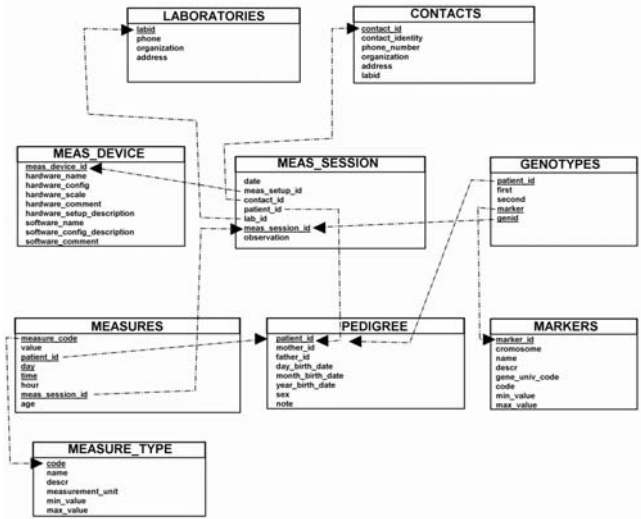 LABORATORIES
labid
phone
organization
address
CONTACTS
contact_id
contact_identity
phone_number
organization
address
labid
MEAS_DEVICE
meas_device_id
hardware_name
hardware_config
hardware_scale
hardware_comment
hardware_setup_description
software_name
software_config_description
software_comment
MEAS_SESSION
date
meas_setup_id
contact_id
patient_id
lab_id
meas_session_id
observation
GENOTYPES
patient_id
first
second
marker
genid
MEASURES
measure_code
value
patient_id
day
time
hour
meas_session_id
age
PEDIGREE
patient_id
mother_id
father_id
day_birth_date
month_birth_date
year_birth_date
sex
note
MARKERS
marker_id
cromosome
name
descr
gene_univ_code
code
min_value
max_value
MEASURE_TYPE
code
name
descr
measurement_unit
min_value
max_value